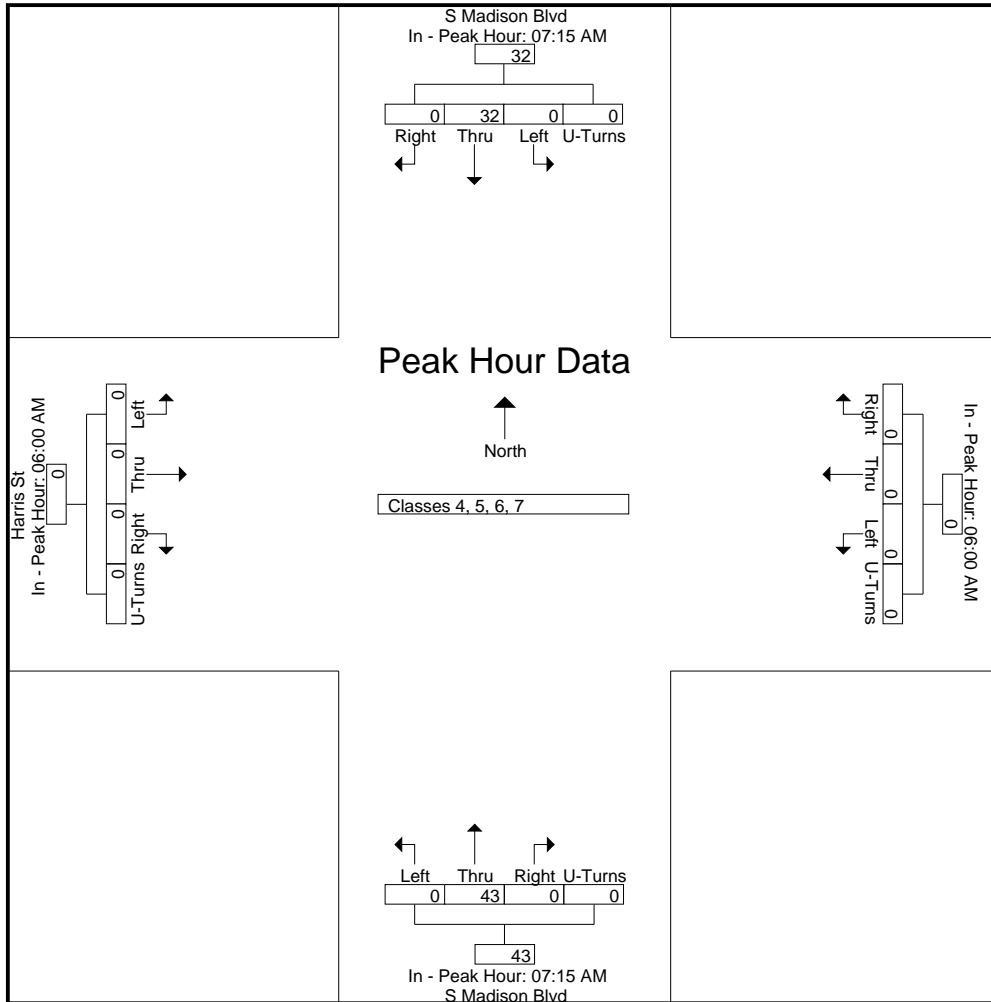 S Madison Blvd
In - Peak Hour: 07:15 AM
32
0 32 0 0
Right Thru Left U-Turns
Peak Hour Data
North
Classes 4, 5, 6, 7
Harris St
In - Peak Hour: 06:00 AM
0
0 0 0 0
Left Thru Right U-Turns
In - Peak Hour: 06:00 AM
0
0 0 0 0
Right Thru Left U-Turns
Left Thru Right U-Turns
0 43 0 0
43
In - Peak Hour: 07:15 AM
S Madison Blvd